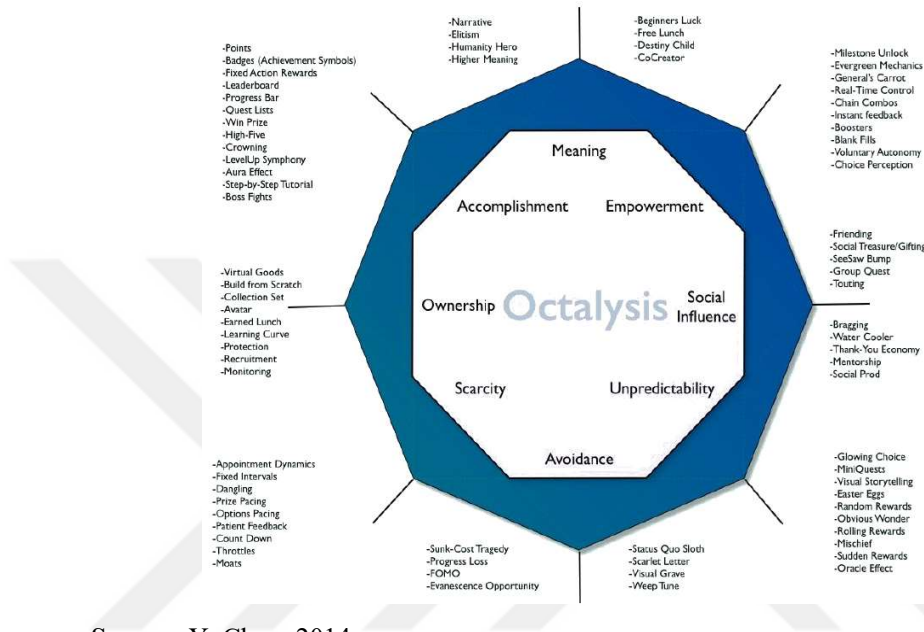 -Narrative
-Elitism
-Humanity Hero
-Higher Meaning
-Beginners Luck
-Free Lunch
-Destiny Child
-CoCreator
-Points
-Badges (Achievement Symbols)
-Fixed Action Rewards
-Leaderboard
-Progress Bar
-Quest Lists
-Win Prize
-High-Five
-Crowning
-LevelUp Symphony
-Aura Effect
-Step-by-Step Tutorial
-Boss Fights
-Milestone Unlock
-Evergreen Mechanics
-General's Carrot
-Real-Time Control
-Chain Combos
-Instant feedback
-Boosters
-Blank Fills
-Voluntary Autonomy
-Choice Perception
Meaning
Accomplishment
Empowerment
Ownership
Octalysis
Social
Influence
Scarcity
Unpredictability
Avoidance
-Virtual Goods
-Build from Scratch
-Collection Set
-Avatar
-Earned Lunch
-Learning Curve
-Protection
-Recruitment
-Monitoring
-Friending
-Social Treasure/Gifting
-SeeSaw Bump
-Group Quest
-Touting
-Bragging
-Water Cooler
-Thank-You Economy
-Mentorship
-Social Prod
-Appointment Dynamics
-Fixed Intervals
-Dangling
-Prize Pacing
-Options Pacing
-Patient Feedback
-Count Down
-Throttles
-Moats
-Sunk-Cost Tragedy
-Progress Loss
-FOMO
-Evanescence Opportunity
-Status Quo Sloth
-Scarlet Letter
-Visual Grave
-Weep Tune
-Glowing Choice
-MiniQuests
-Visual Storytelling
-Easter Eggs
-Random Rewards
-Obvious Wonder
-Rolling Rewards
-Mischief
-Sudden Rewards
-Oracle Effect